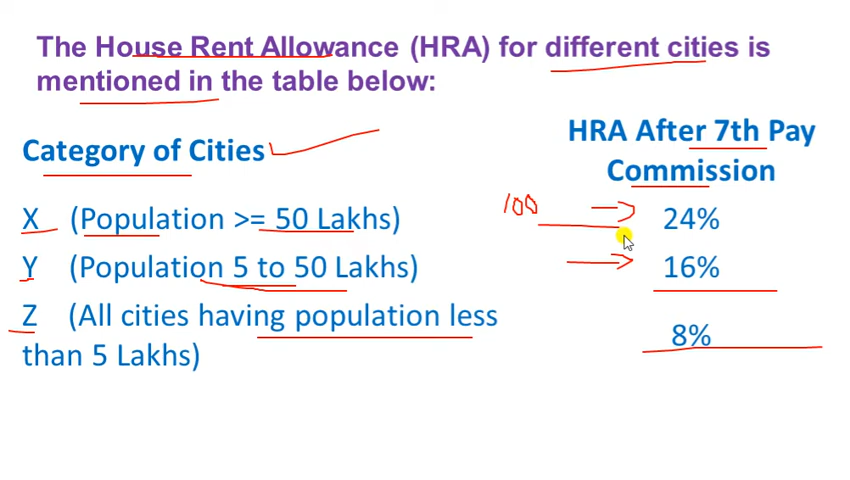 The House Rent Allowance (HRA) for different cities is
mentioned in the table below:
HRA After 7th Pay
Category of Cities
Commission
100
X (Population >= 50 Lakhs) 24%
Y (Population 5 to 50 Lakhs) 16%
Z (All cities having population less
8%
than 5 Lakhs)